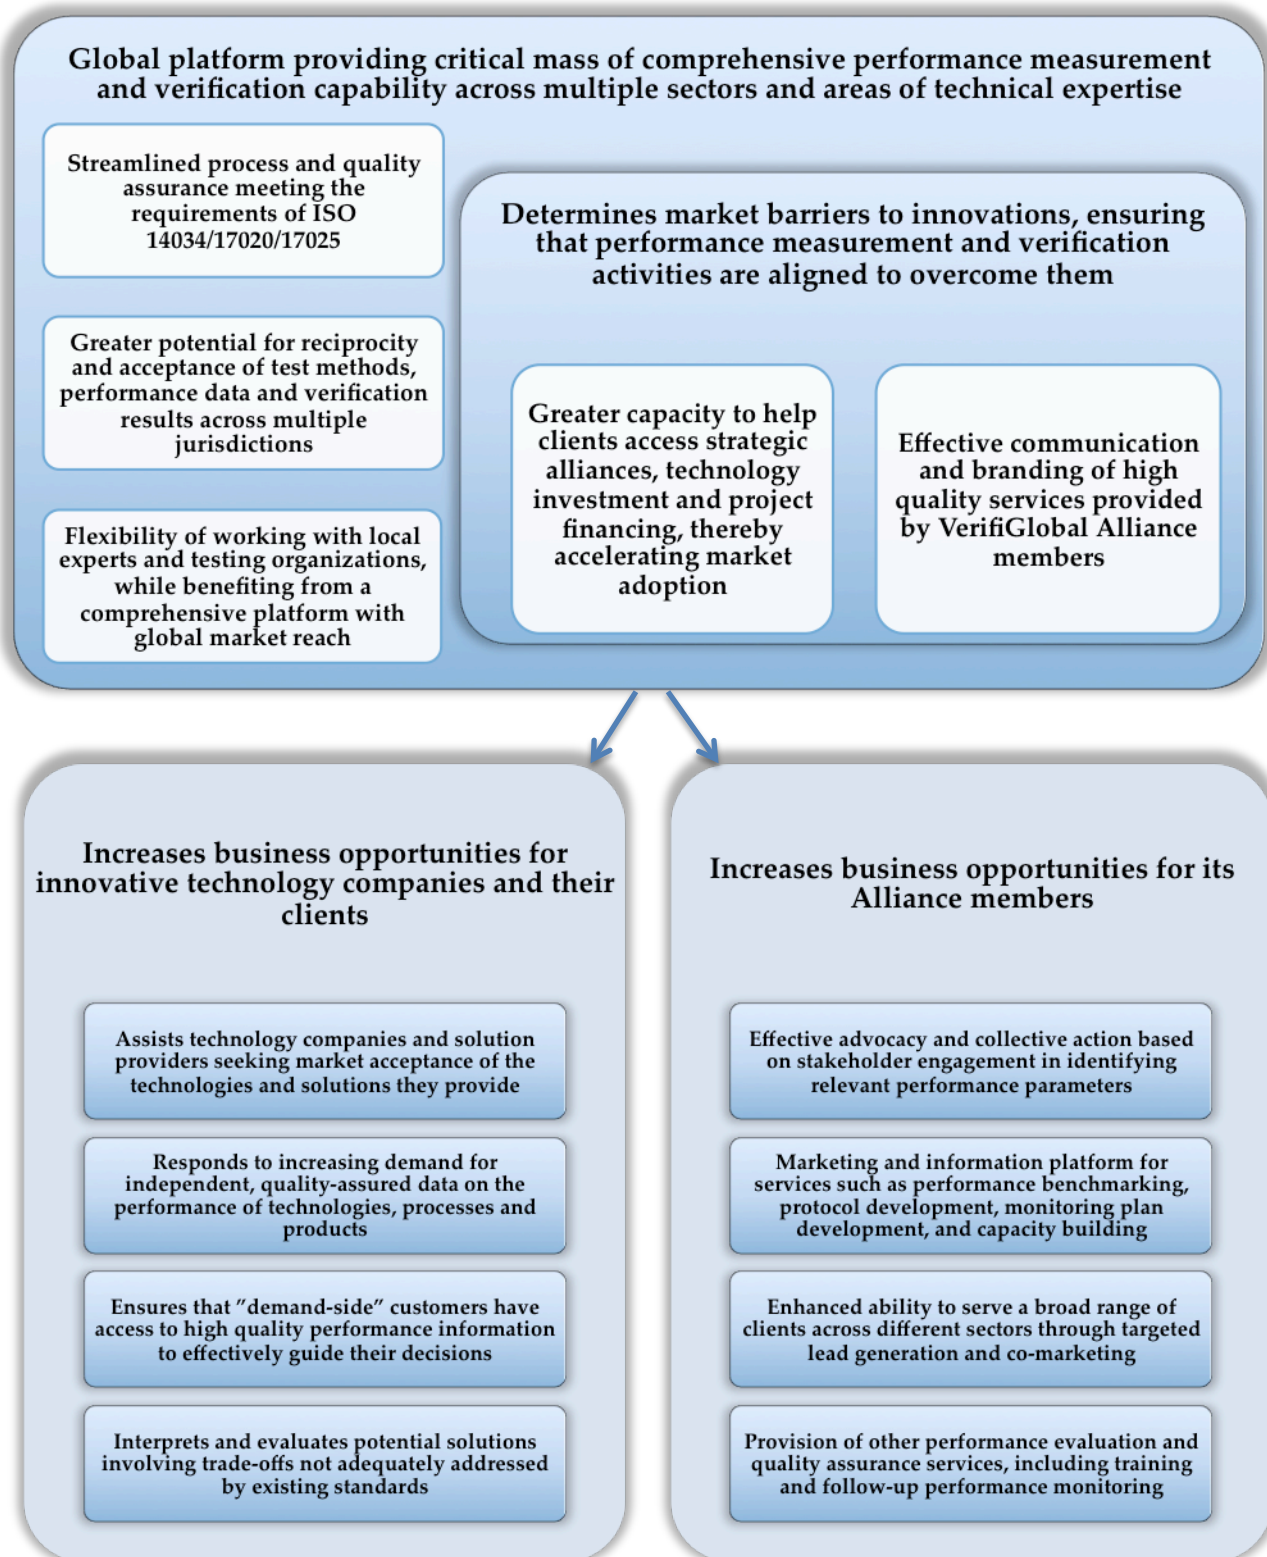 Global platform providing critical mass of comprehensive performance measurement
and verification capability across multiple sectors and areas of technical expertise
Streamlined process and quality
assurance meeting the
requirements of ISO
14034/17020/17025
Greater potential for reciprocity
and acceptance of test methods,
performance data and verification
results across multiple
jurisdictions
Flexibility of working with local
experts and testing organizations,
while benefiting from a
comprehensive platform with
global market reach
Determines market barriers to innovations, ensuring
that performance measurement and verification
activities are aligned to overcome them
Greater capacity to help
clients access strategic
alliances, technology
investment and project
financing, thereby
accelerating market
adoption
Effective communication
and branding of high
quality services provided
by VerifiGlobal Alliance
members
Increases business opportunities for
innovative technology companies and their
clients
Assists technology companies and solution
providers seeking market acceptance of the
technologies and solutions they provide
Responds to increasing demand for
independent, quality-assured data on the
performance of technologies, processes and
products
Ensures that ”demand-side” customers have
access to high quality performance information
to effectively guide their decisions
Interprets and evaluates potential solutions
involving trade-offs not adequately addressed
by existing standards
Increases business opportunities for its
Alliance members
Effective advocacy and collective action based
on stakeholder engagement in identifying
relevant performance parameters
Marketing and information platform for
services such as performance benchmarking,
protocol development, monitoring plan
development, and capacity building
Enhanced ability to serve a broad range of
clients across different sectors through targeted
lead generation and co-marketing
Provision of other performance evaluation and
quality assurance services, including training
and follow-up performance monitoring